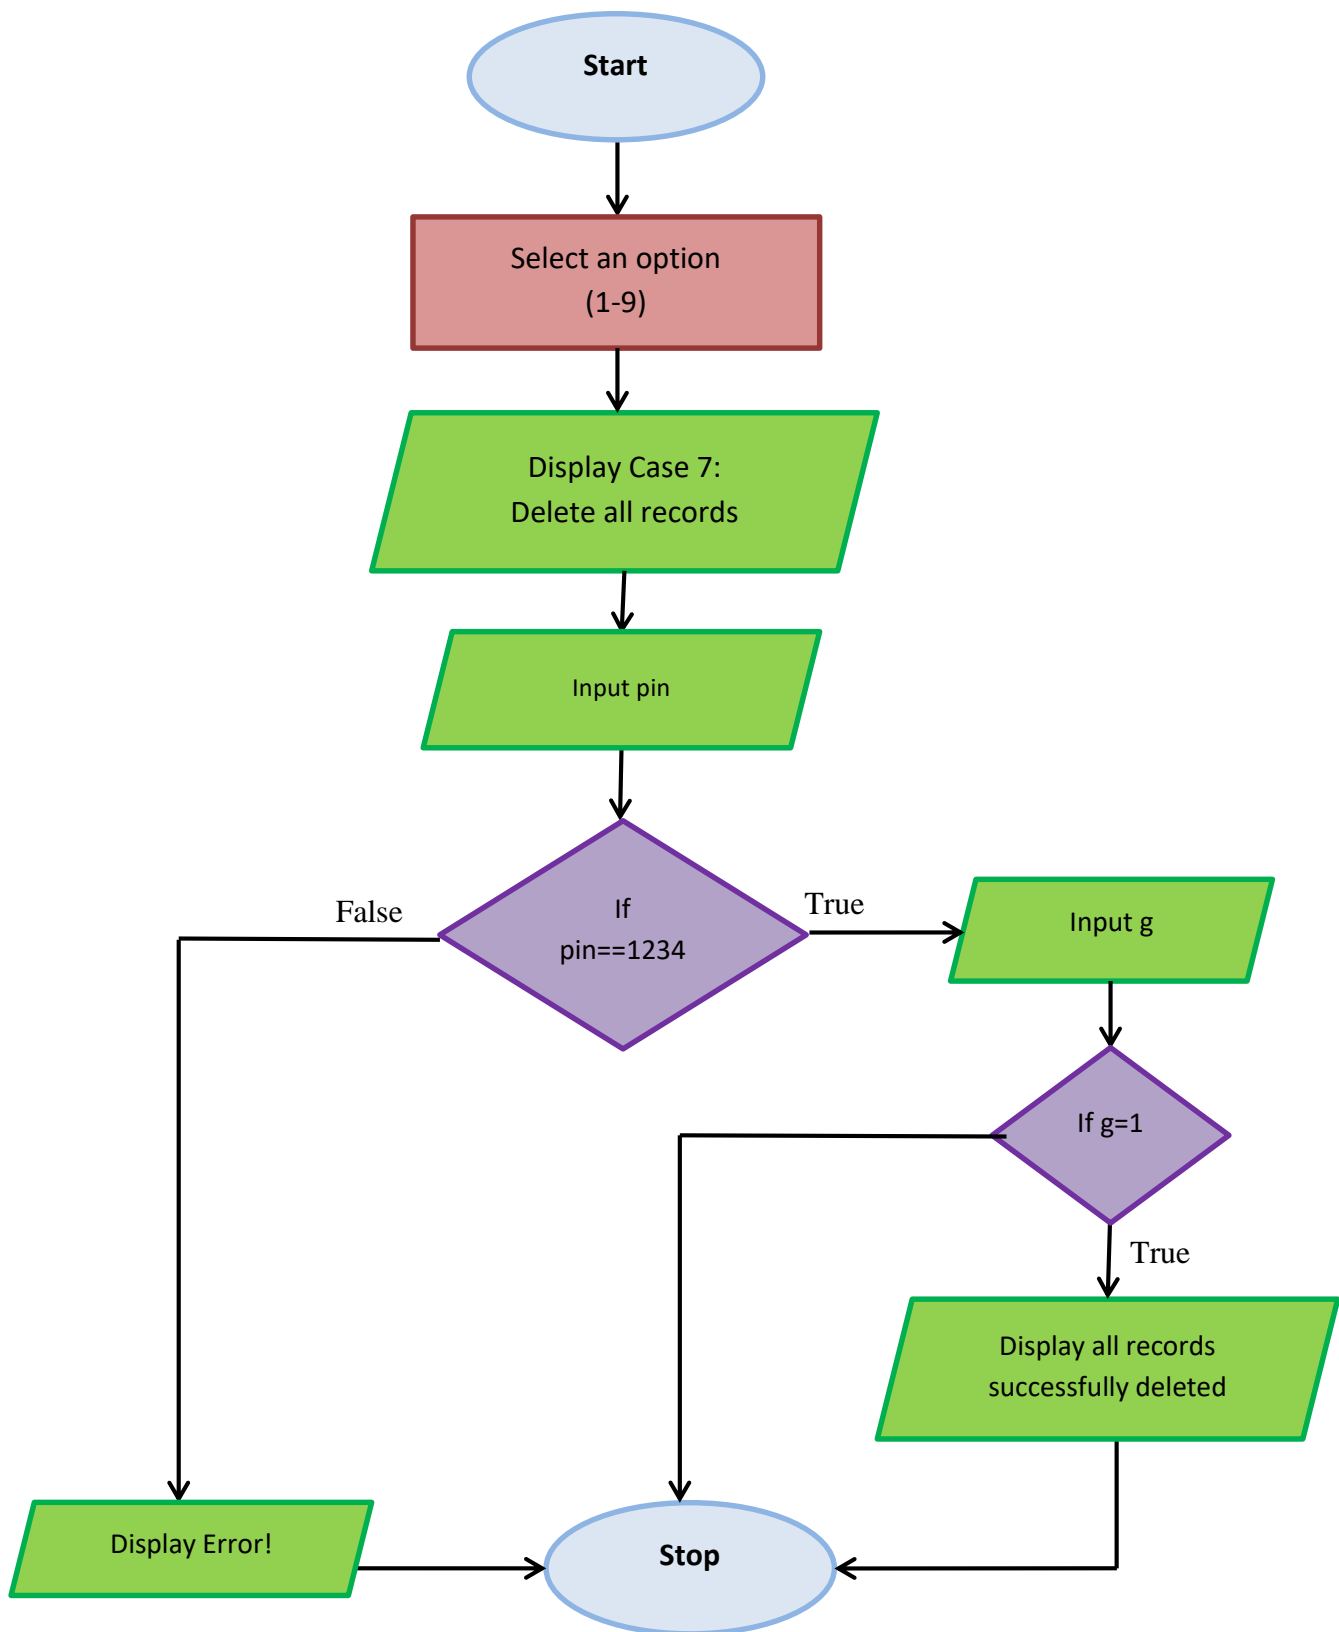 Start
Select an option
(1-9)
Display Case 7:
Delete all records
Input pin
False
If
pin==1234
True
Input g
If g=1
True
Display all records
successfully deleted
Display Error!
Stop